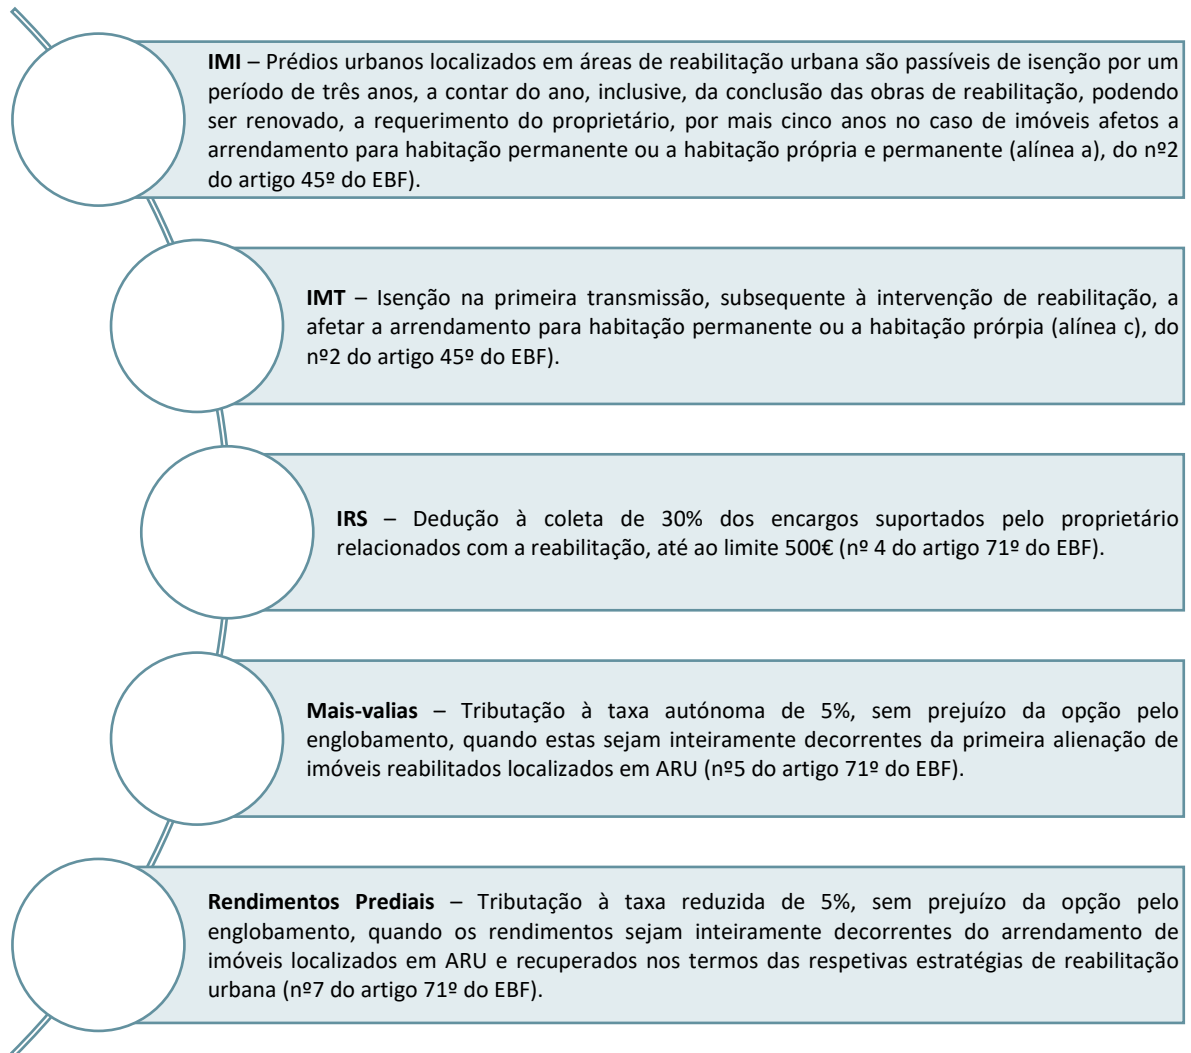 IMI – Prédios urbanos localizados em áreas de reabilitação urbana são passíveis de isenção por um
período de três anos, a contar do ano, inclusive, da conclusão das obras de reabilitação, podendo
ser renovado, a requerimento do proprietário, por mais cinco anos no caso de imóveis afetos a
arrendamento para habitação permanente ou a habitação própria e permanente (alínea a), do nº2
do artigo 45º do EBF).
IMT – Isenção na primeira transmissão, subsequente à intervenção de reabilitação, a
afetar a arrendamento para habitação permanente ou a habitação prórpia (alínea c), do
nº2 do artigo 45º do EBF).
IRS – Dedução à coleta de 30% dos encargos suportados pelo proprietário
relacionados com a reabilitação, até ao limite 500€ (nº 4 do artigo 71º do EBF).
Mais-valias – Tributação à taxa autónoma de 5%, sem prejuízo da opção pelo
englobamento, quando estas sejam inteiramente decorrentes da primeira alienação de
imóveis reabilitados localizados em ARU (nº5 do artigo 71º do EBF).
Rendimentos Prediais – Tributação à taxa reduzida de 5%, sem prejuízo da opção pelo
englobamento, quando os rendimentos sejam inteiramente decorrentes do arrendamento de
imóveis localizados em ARU e recuperados nos termos das respetivas estratégias de reabilitação
urbana (nº7 do artigo 71º do EBF).